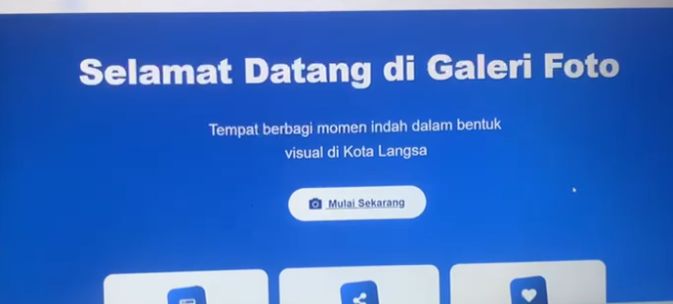 Selamat Datang di Galeri Foto
Tempat berbagi momen indah dalam bentuk
visual di Kota Langsa
Mulai Sekarang